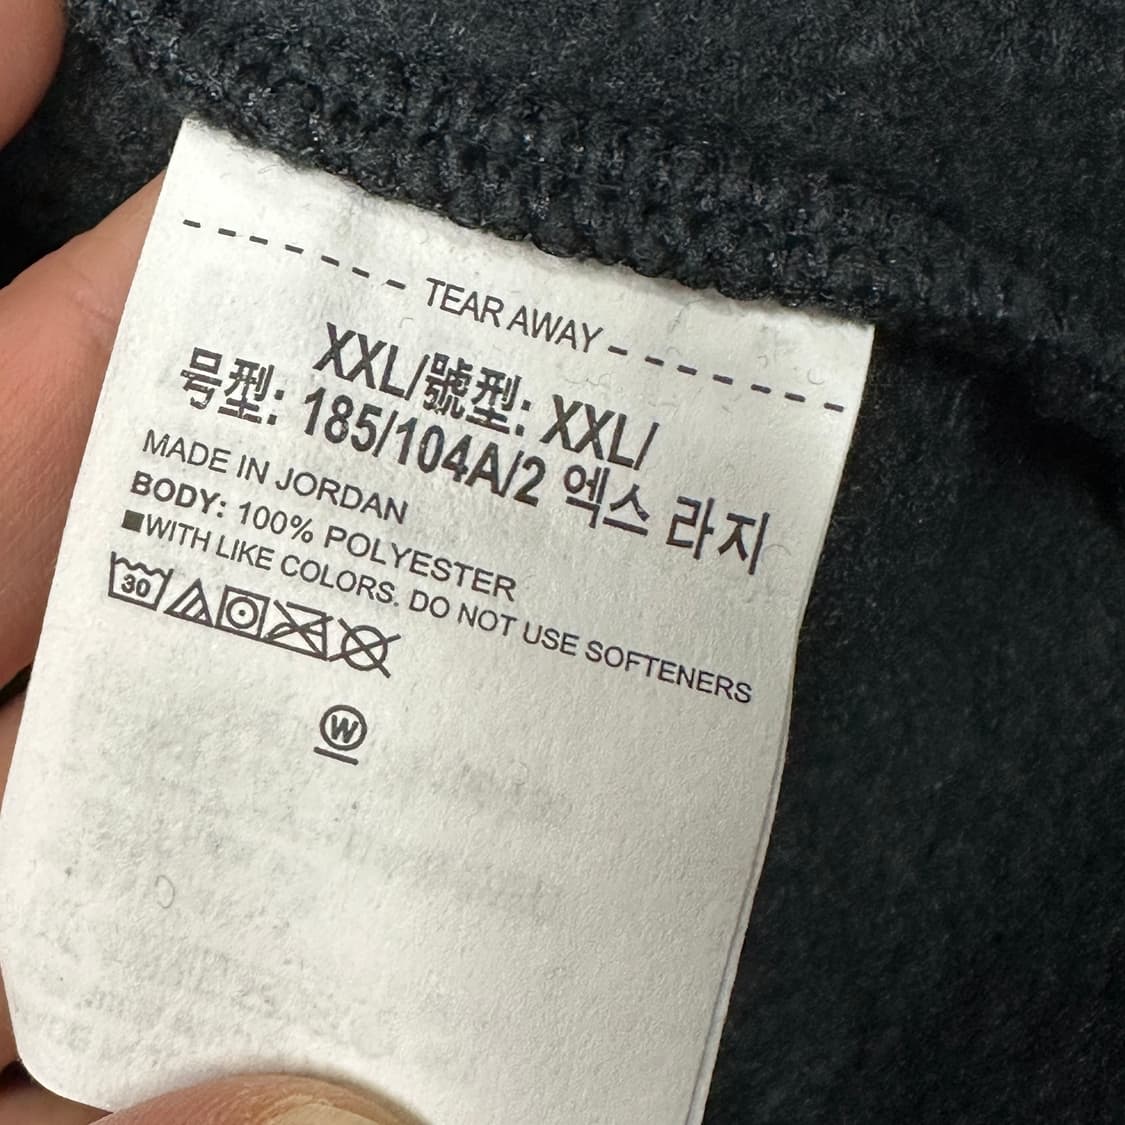 TEAR AWAY
XXL/號型: XXL/
号型: 185/104A/2 엑스 라지
MADE IN JORDAN
BODY: 100% POLYESTER
■WITH LIKE COLORS. DO NOT USE SOFTENERS
30
W